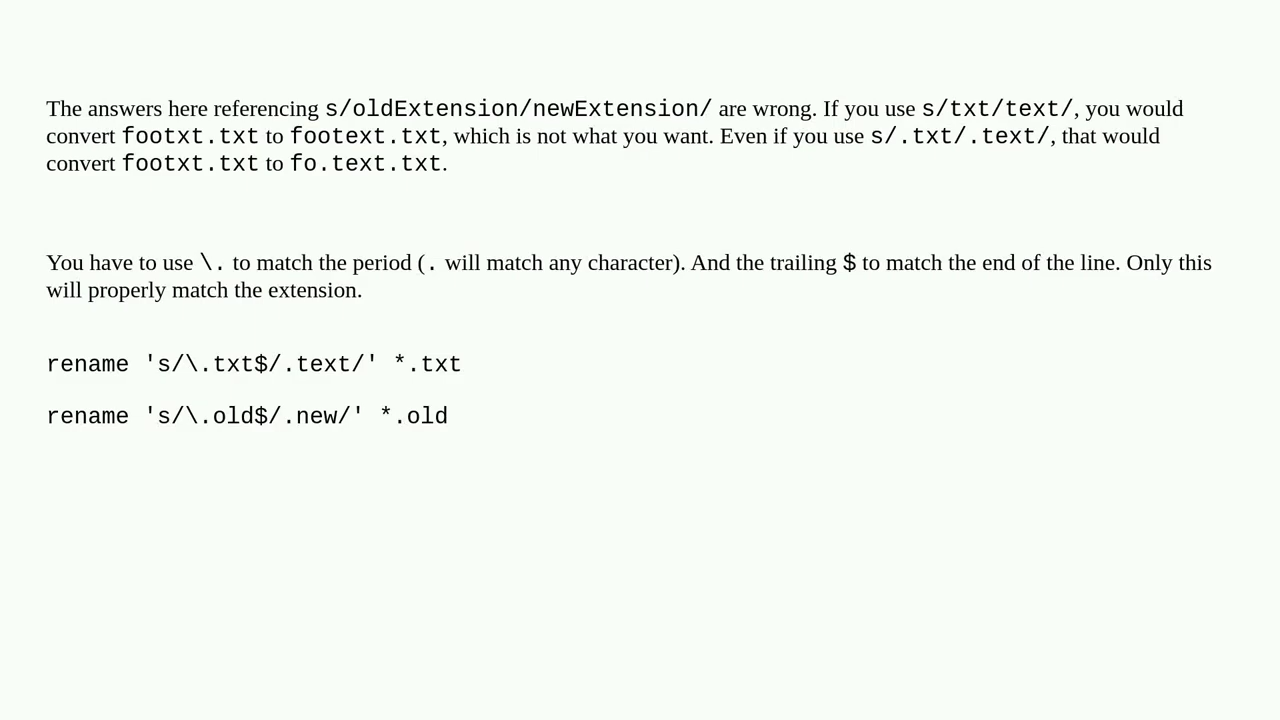 The answers here referencing s/oldExtension/newExtension/ are wrong. If you use s/txt/text/, you would
convert footxt.txt to footext.txt, which is not what you want. Even if you use s/.txt/.text/, that would
convert footxt.txt to fo.text.txt.
You have to use \. to match the period (. will match any character). And the trailing $ to match the end of the line. Only this
will properly match the extension.
rename 's/\.txt$/.text/' *.txt
rename 's/\.old$/.new/' *.old